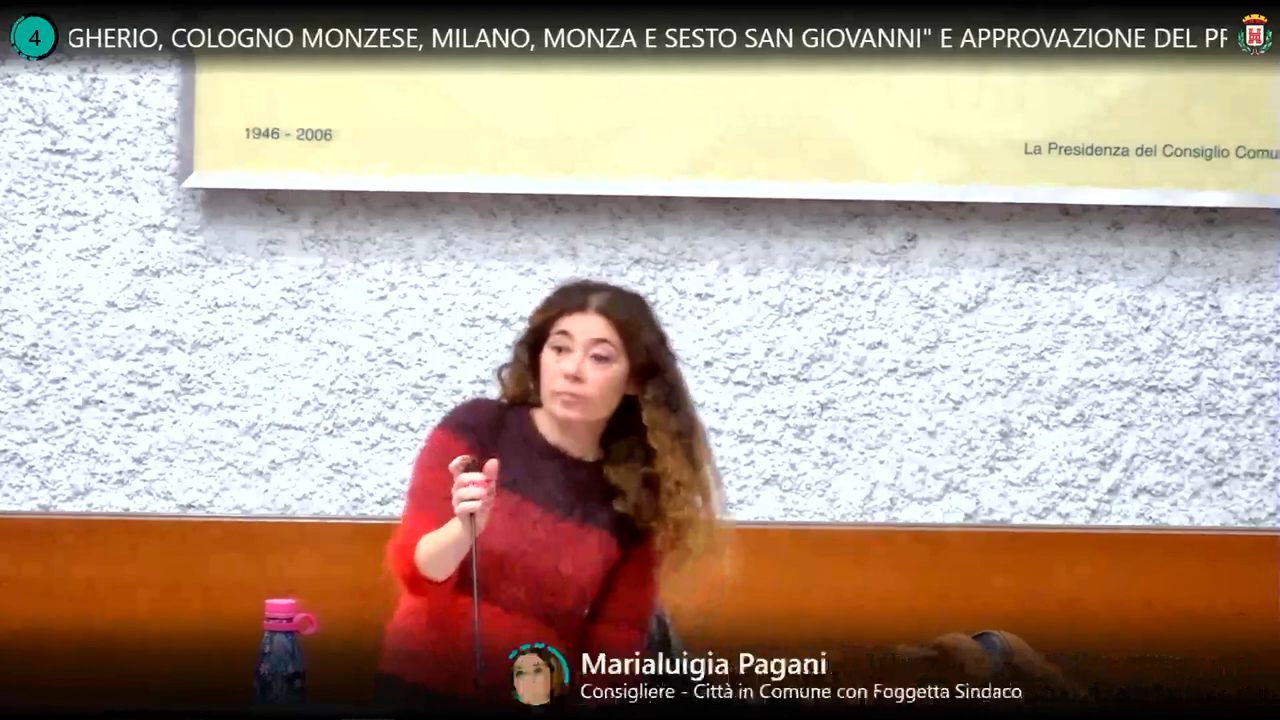 4
GHERIO, COLOGNO MONZESE, MILANO, MONZA E SESTO SAN GIOVANNI" E APPROVAZIONE DEL PR
1946 - 2006
La Presidenza del Consiglio Comu
Marialuigia Pagani
Consigliere - Città in Comune con Foggetta Sindaco